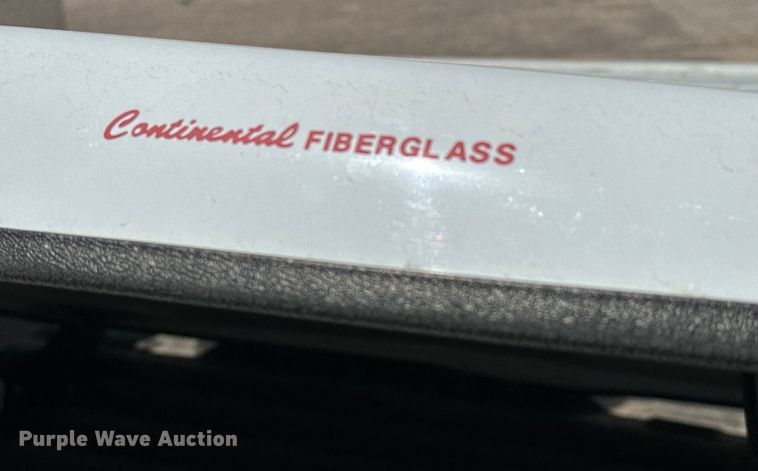 Continental FIBERGLASS
Purple Wave Auction